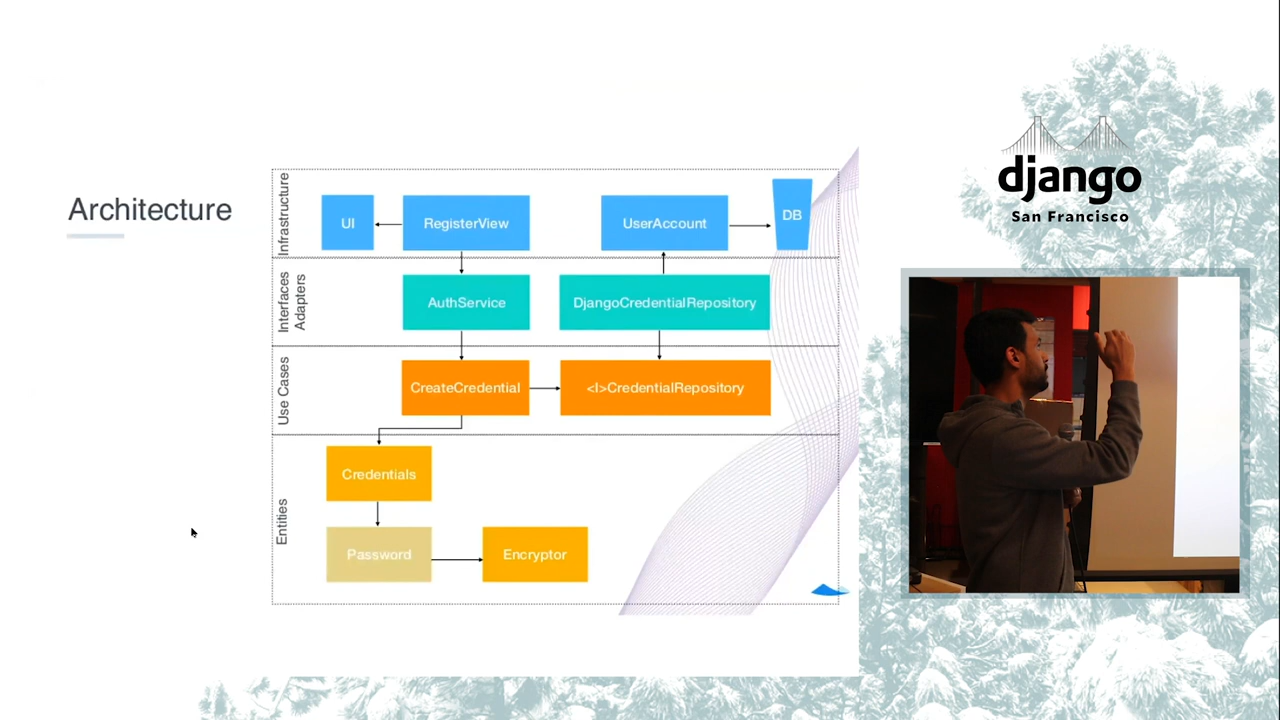 Architecture
Infrastructure
UI
RegisterView
UserAccount
DB
Interfaces
Adapters
AuthService
DjangoCredentialRepository
Use Cases
CreateCredential
<I>CredentialRepository
Entities
Credentials
Password
Encryptor
django
San Francisco